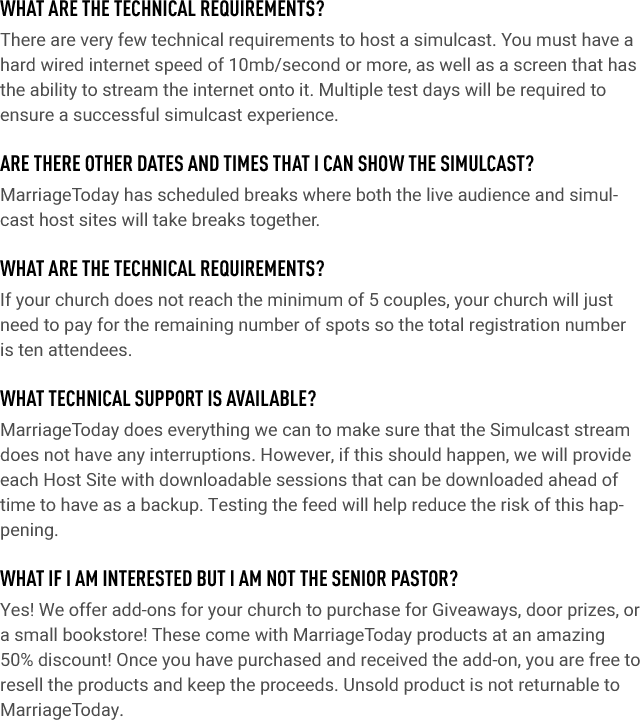 WHAT ARE THE TECHNICAL REQUIREMENTS?
There are very few technical requirements to host a simulcast. You must have a
hard wired internet speed of 10mb/second or more, as well as a screen that has
the ability to stream the internet onto it. Multiple test days will be required to
ensure a successful simulcast experience.
ARE THERE OTHER DATES AND TIMES THAT I CAN SHOW THE SIMULCAST?
MarriageToday has scheduled breaks where both the live audience and simul-
cast host sites will take breaks together.
WHAT ARE THE TECHNICAL REQUIREMENTS?
If your church does not reach the minimum of 5 couples, your church will just
need to pay for the remaining number of spots so the total registration number
is ten attendees.
WHAT TECHNICAL SUPPORT IS AVAILABLE?
MarriageToday does everything we can to make sure that the Simulcast stream
does not have any interruptions. However, if this should happen, we will provide
each Host Site with downloadable sessions that can be downloaded ahead of
time to have as a backup. Testing the feed will help reduce the risk of this hap-
pening.
WHAT IF I AM INTERESTED BUT I AM NOT THE SENIOR PASTOR?
Yes! We offer add-ons for your church to purchase for Giveaways, door prizes, or
a small bookstore! These come with MarriageToday products at an amazing
50% discount! Once you have purchased and received the add-on, you are free to
resell the products and keep the proceeds. Unsold product is not returnable to
MarriageToday.